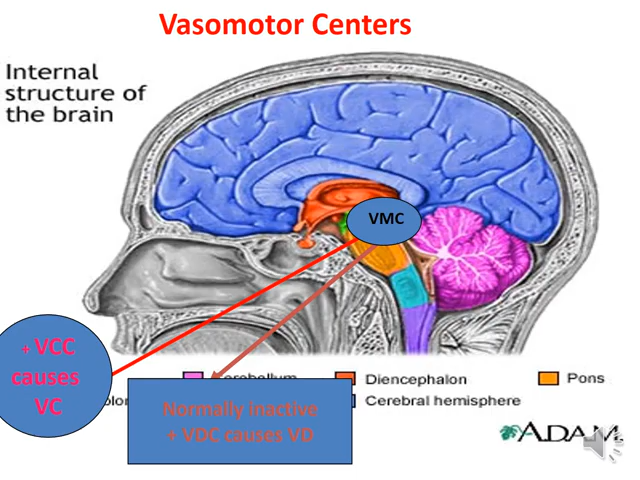 Vasomotor Centers
Internal
structure of
the brain
VMC
+ VCC
causes
VC
Normally inactive
+ VDC causes VD
Cerebellum
Diencephalon
Pons
Cerebral hemisphere
A.D.A.M.